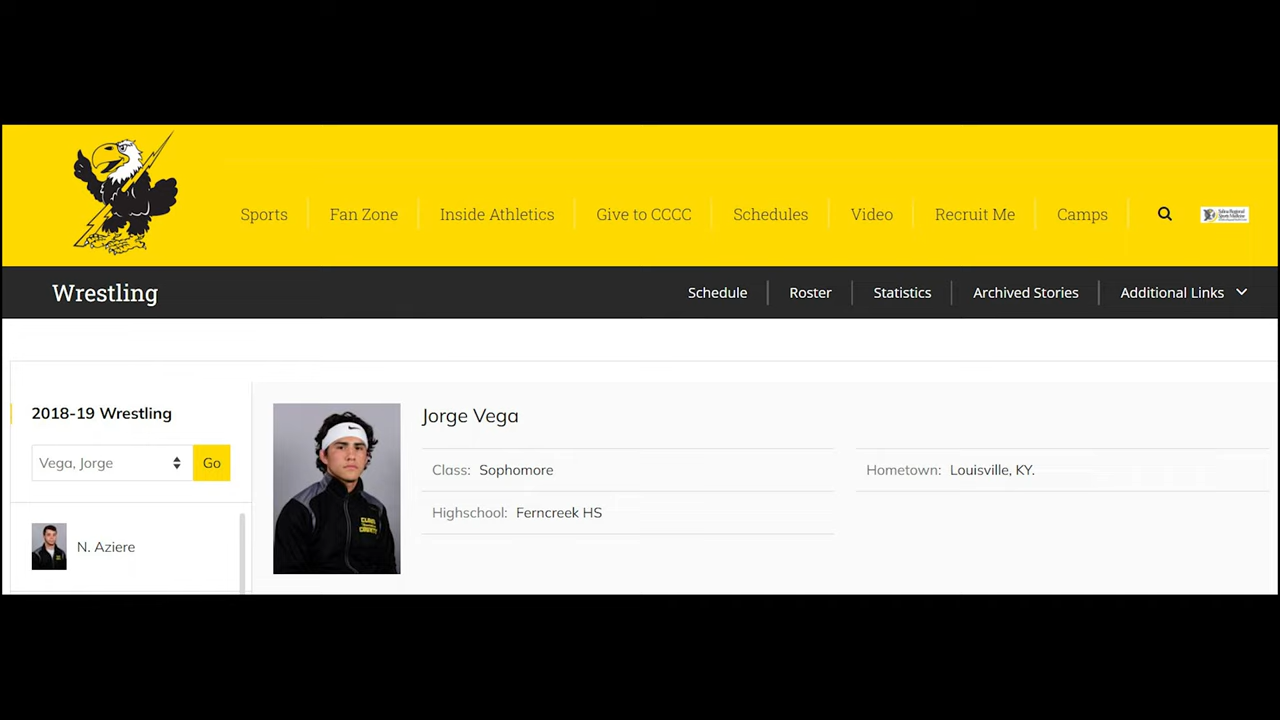 Sports
Fan Zone
Inside Athletics
Give to CCCC
Schedules
Video
Recruit Me
Camps
Wrestling
Schedule
Roster
Statistics
Archived Stories
Additional Links
2018-19 Wrestling
Vega, Jorge
Go
N. Aziere
Jorge Vega
Class: Sophomore
Hometown: Louisville, KY.
Highschool: Ferncreek HS